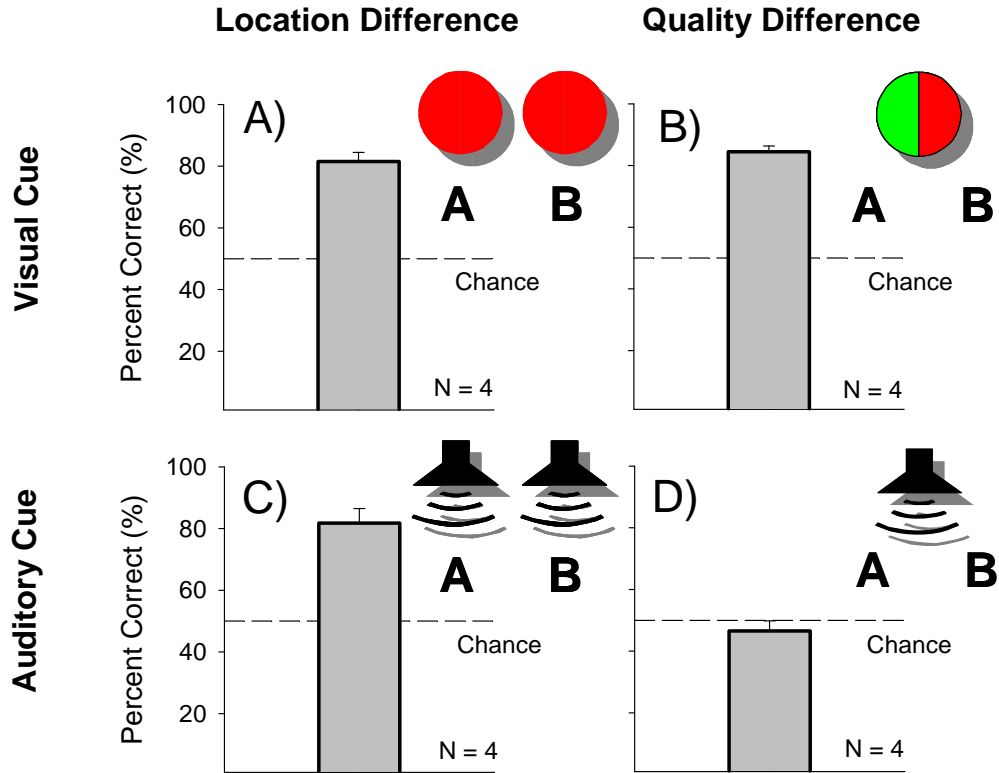 Location Difference
Quality Difference
Visual Cue
Percent Correct (%)
100
80
60
40
20
A)
A B
Chance
N = 4
B)
A B
Chance
N = 4
Auditory Cue
Percent Correct (%)
100
80
60
40
20
C)
A B
Chance
N = 4
D)
A B
Chance
N = 4